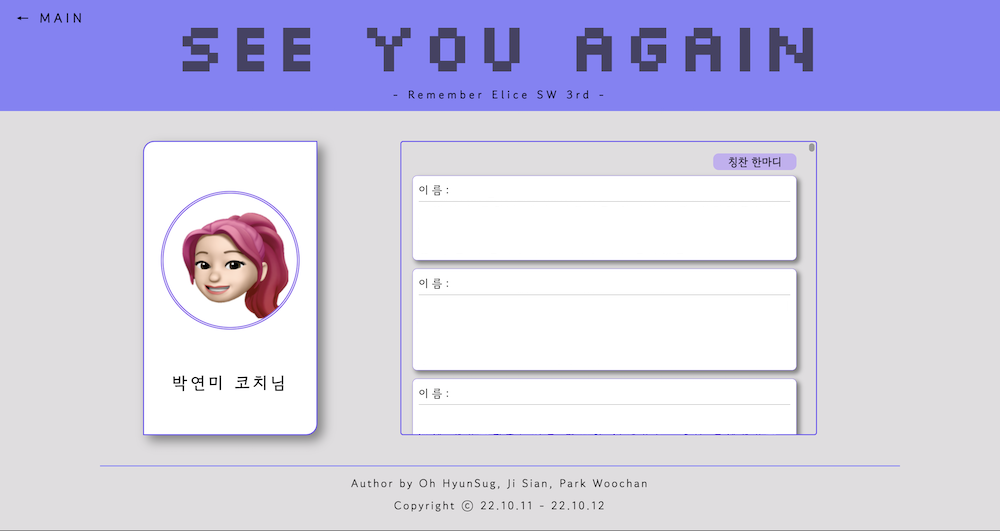 ← MAIN
SEE YOU AGAIN
- Remember Elice SW 3rd -
박연미 코치님
칭찬 한마디
이름 :
이름 :
이름 :
Author by Oh HyunSug, Ji Sian, Park Woochan
Copyright ⓒ 22.10.11 - 22.10.12